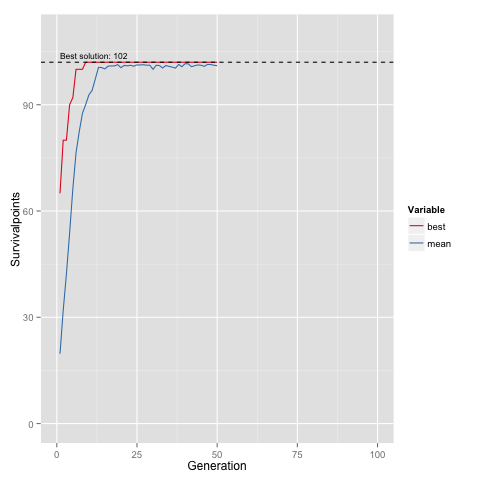 Best solution: 102
Survivalpoints
90
60
30
0
0
25
50
75
100
Generation
Variable
best
mean